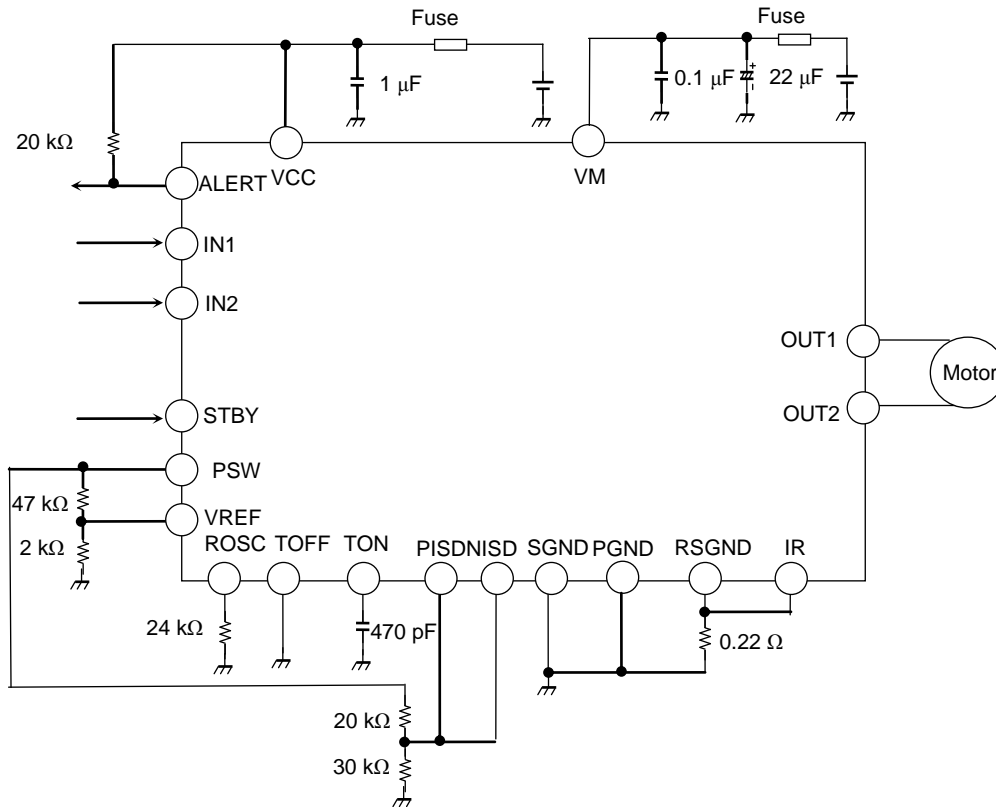 Fuse
Fuse
1 μF
0.1 μF
22 μF
+
-
20 kΩ
VCC
VM
ALERT
IN1
IN2
OUT1
Motor
OUT2
STBY
PSW
47 kΩ
VREF
2 kΩ
ROSC
TOFF
TON
PISD
NISD
SGND
PGND
RSGND
IR
24 kΩ
470 pF
0.22 Ω
20 kΩ
30 kΩ